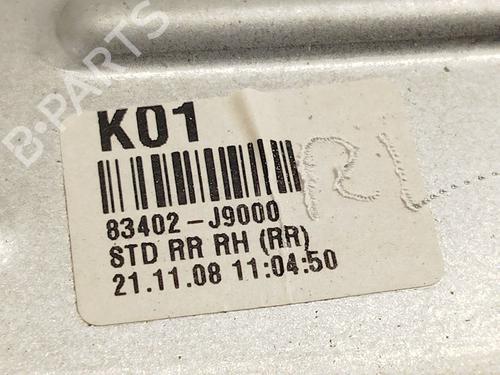 K01
83402-J9000
STD RR RH (RR)
21.11.08 11:04:50
B-PARTS